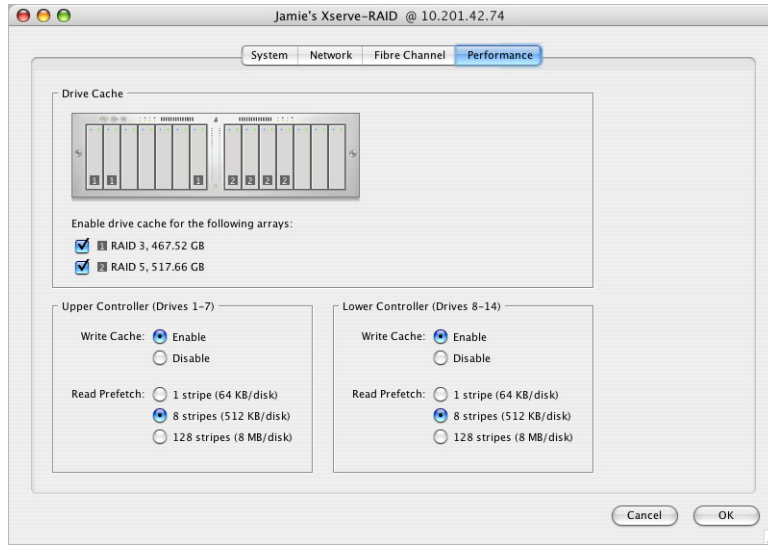 Jamie's Xserve-RAID @ 10.201.42.74
System Network Fibre Channel Performance
Drive Cache
1 1 1 2 2 2 2
Enable drive cache for the following arrays:
1 RAID 3, 467.52 GB
2 RAID 5, 517.66 GB
Upper Controller (Drives 1-7)
Write Cache: Enable
Disable
Read Prefetch: 1 stripe (64 KB/disk)
8 stripes (512 KB/disk)
128 stripes (8 MB/disk)
Lower Controller (Drives 8-14)
Write Cache: Enable
Disable
Read Prefetch: 1 stripe (64 KB/disk)
8 stripes (512 KB/disk)
128 stripes (8 MB/disk)
Cancel OK